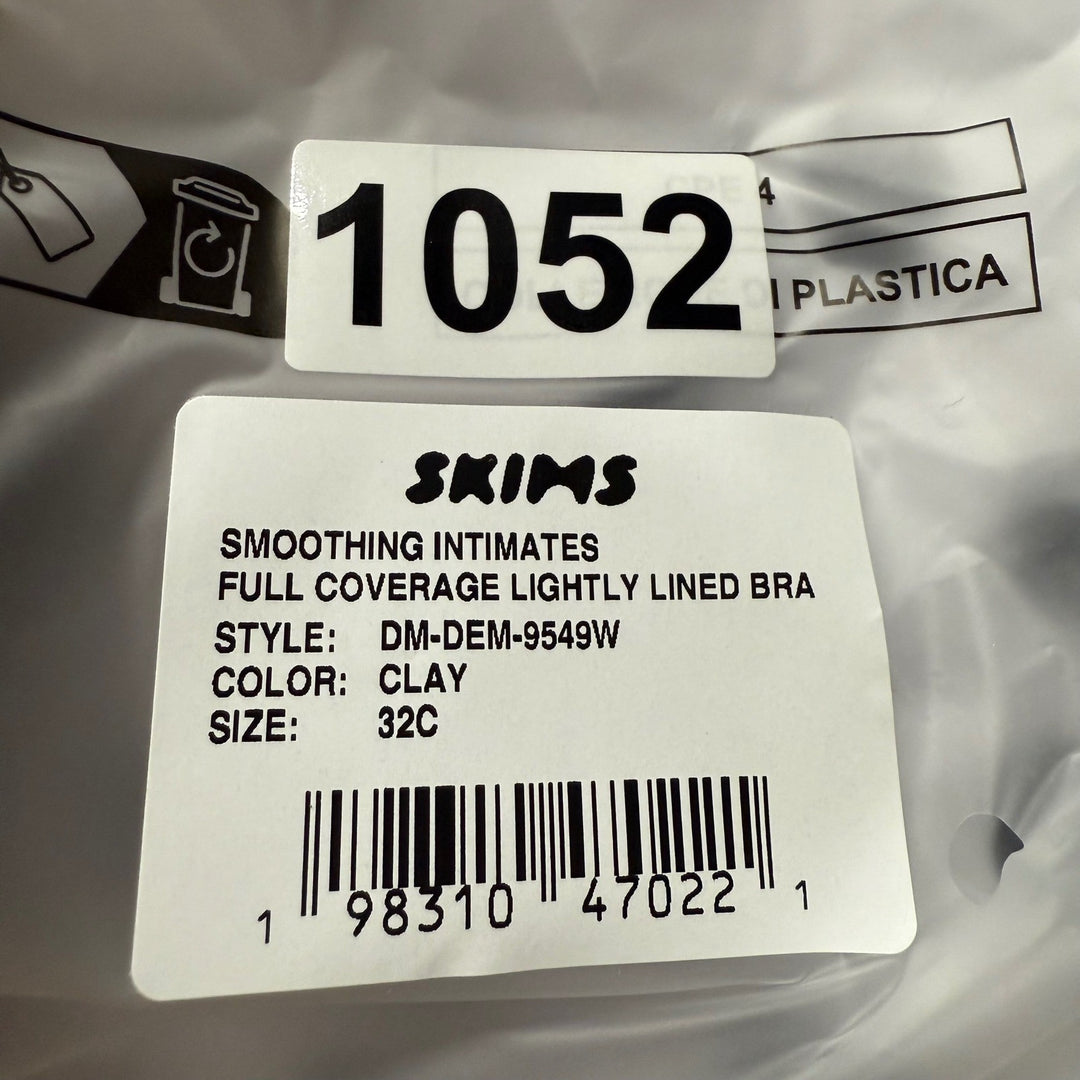 1052
4
I PLASTICA
SKIMS
SMOOTHING INTIMATES
FULL COVERAGE LIGHTLY LINED BRA
STYLE: DM-DEM-9549W
COLOR: CLAY
SIZE: 32C
1 98310 47022 1